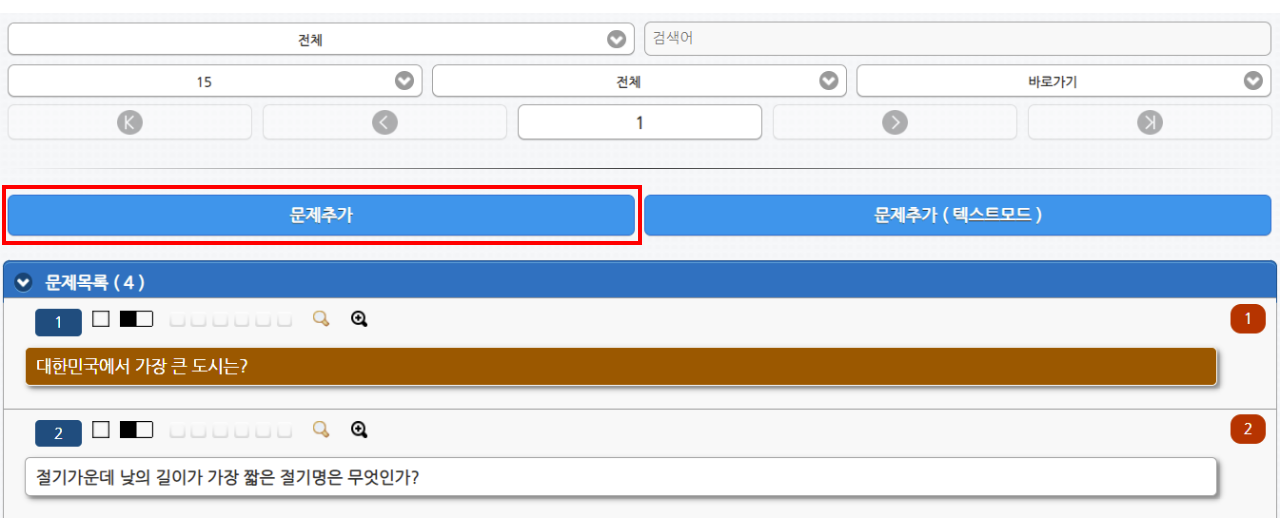 전체 검색어
15 전체 바로가기
1
문제추가 문제추가 ( 텍스트모드 )
문제목록 ( 4 )
1 1
대한민국에서 가장 큰 도시는?
2 2
절기가운데 낮의 길이가 가장 짧은 절기명은 무엇인가?